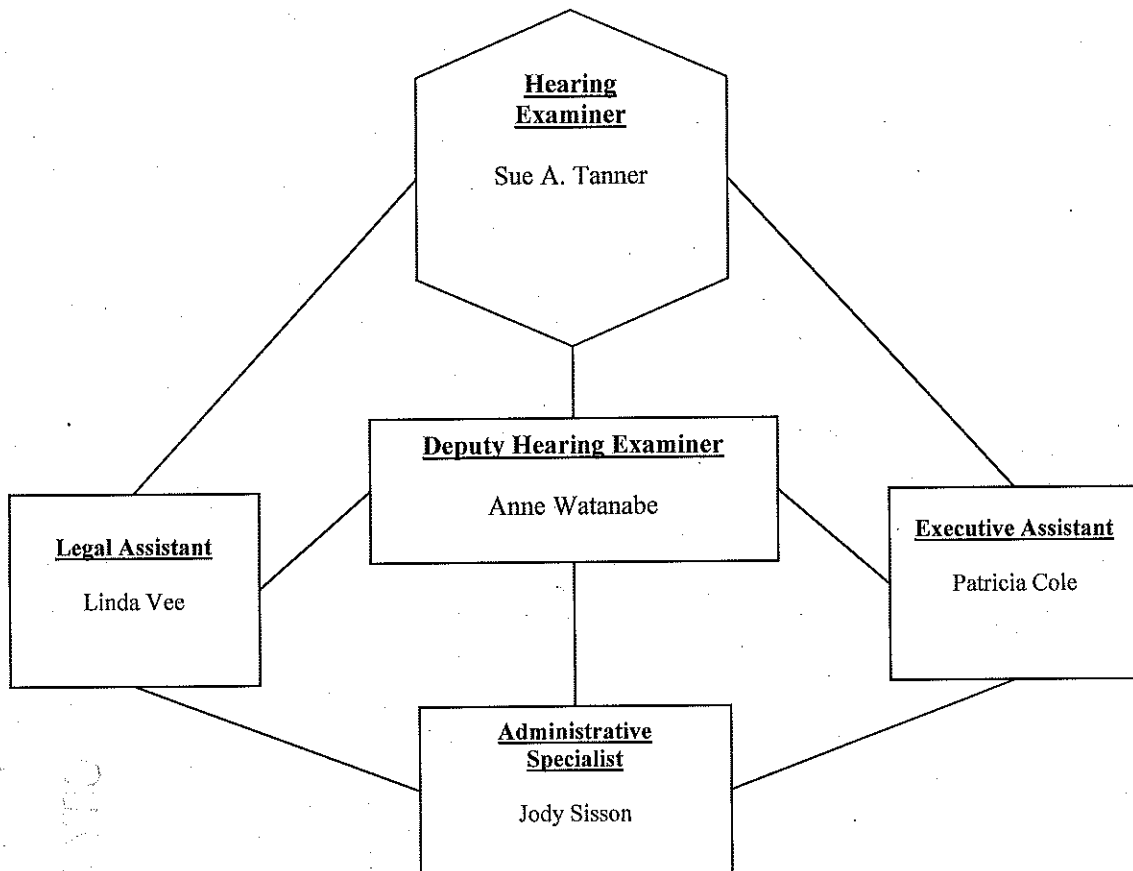 Hearing
Examiner
Sue A. Tanner
Deputy Hearing Examiner
Anne Watanabe
Legal Assistant
Linda Vee
Executive Assistant
Patricia Cole
Administrative
Specialist
Jody Sisson